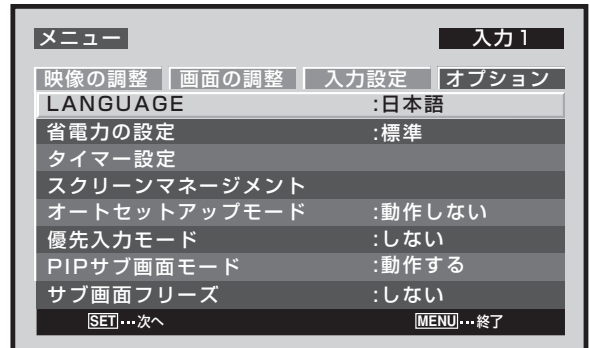 メニュー 入力1
映像の調整 画面の調整 入力設定 オプション
LANGUAGE :日本語
省電力の設定 :標準
タイマー設定
スクリーンマネージメント
オートセットアップモード :動作しない
優先入力モード :しない
PIPサブ画面モード :動作する
サブ画面フリーズ :しない
SET…次へ MENU…終了